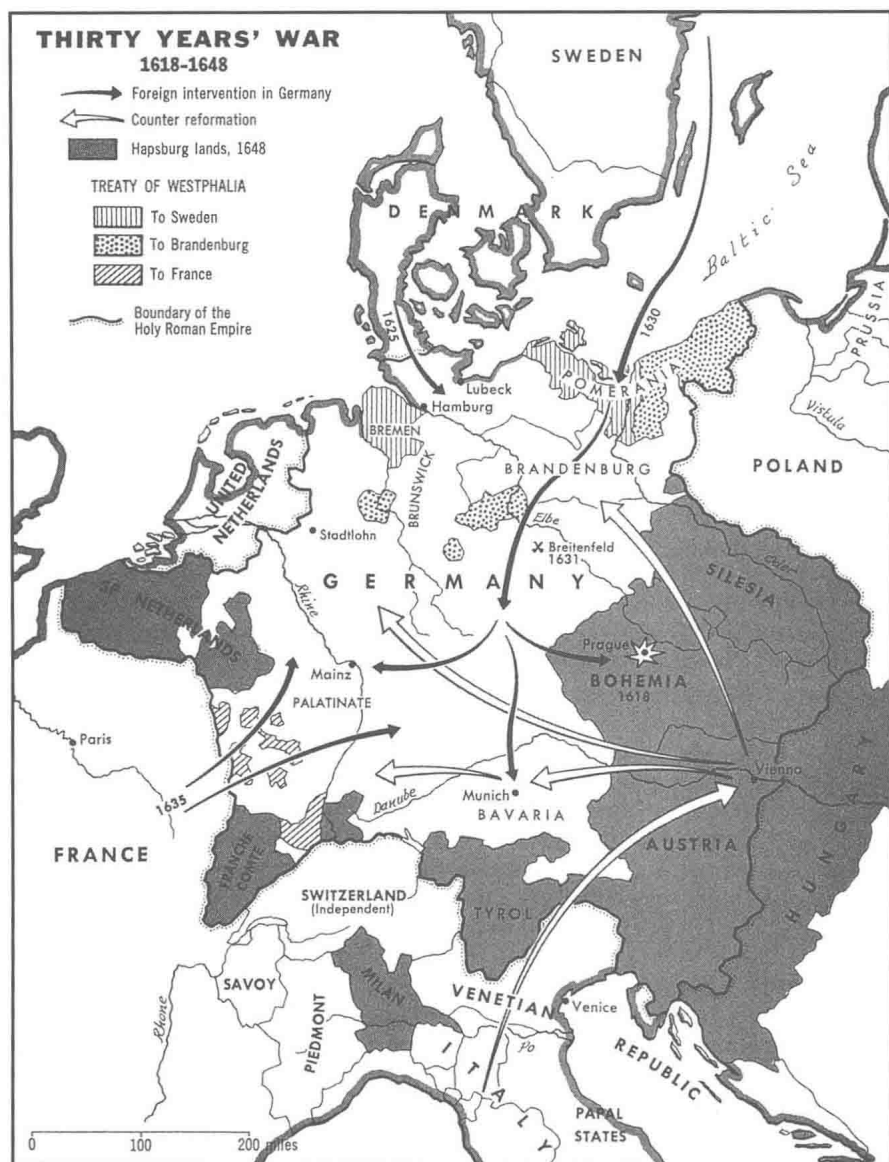 THIRTY YEARS' WAR
1618-1648
Foreign intervention in Germany
Counter reformation
Hapsburg lands, 1648
TREATY OF WESTPHALIA
To Sweden
To Brandenburg
To France
Boundary of the
Holy Roman Empire
SWEDEN
DENMARK
Baltic Sea
1625
1630
PRUSSIA
Lubeck
POMERANIA
Hamburg
Vistula
BREMEN
BRANDENBURG
POLAND
UNITED
NETHERLANDS
BRUNSWICK
Stadtlohn
Elbe
Breitenfeld
1631
Oder
SILESIA
GERMANY
SP. NETHERLANDS
Rhine
Prague
Mainz
BOHEMIA
1618
PALATINATE
Paris
Vienna
1635
Danube
Munich
BAVARIA
HUNGARY
FRANCE
AUSTRIA
FRANCHE
COMTE
SWITZERLAND
(Independent)
TYROL
SAVOY
MILAN
VENETIAN
Venice
Rhone
PIEDMONT
Po
REPUBLIC
ITALY
PAPAL
STATES
0 100 200 miles